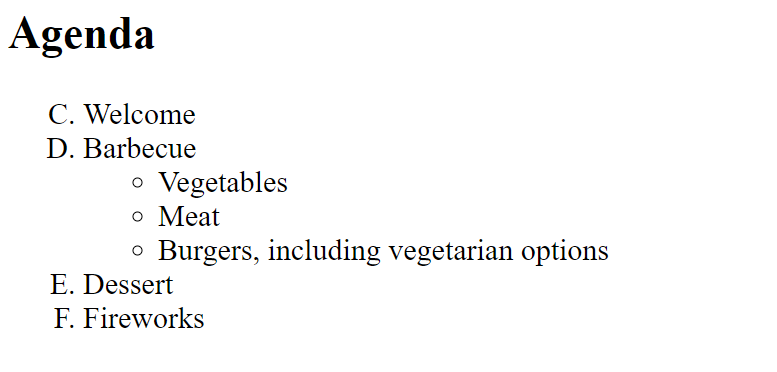 Agenda
C. Welcome
D. Barbecue
Vegetables
Meat
Burgers, including vegetarian options
E. Dessert
F. Fireworks